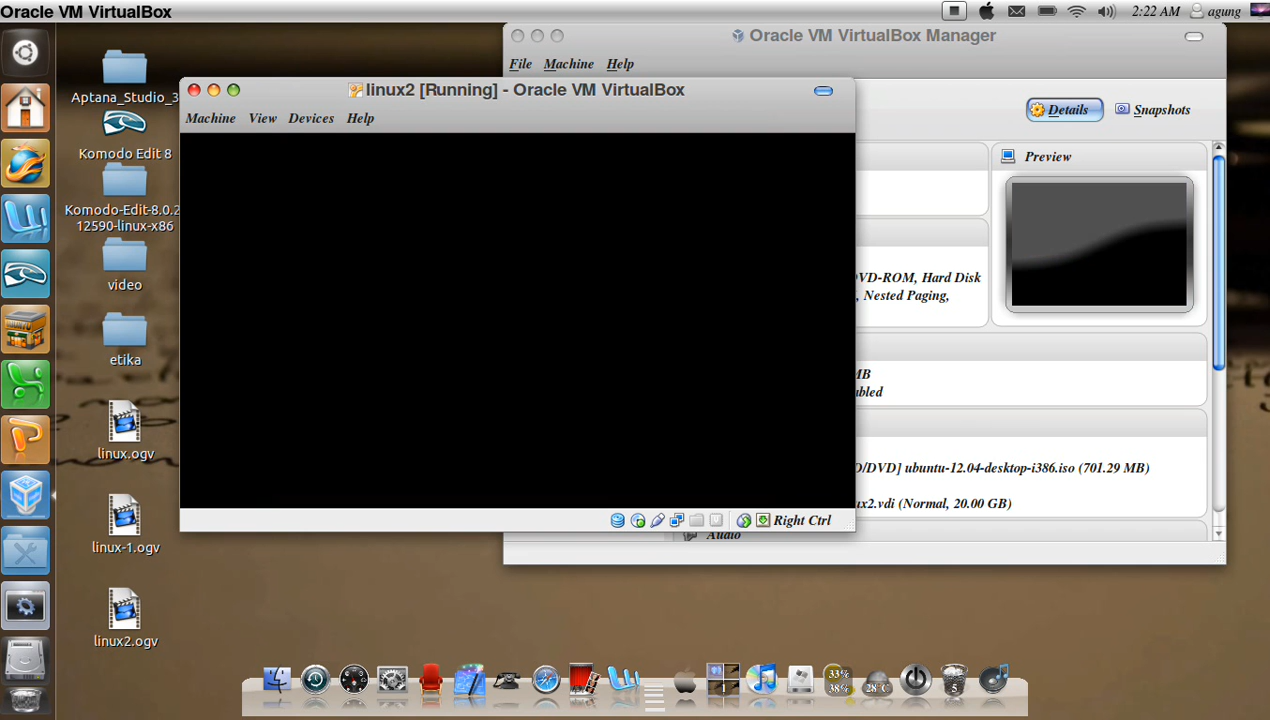 Oracle VM VirtualBox
2:22 AM
agung
Aptana_Studio_3
Komodo Edit 8
Komodo-Edit-8.0.2
12590-linux-x86
video
etika
linux.ogv
linux-1.ogv
linux2.ogv
Oracle VM VirtualBox Manager
File Machine Help
Details
Snapshots
Preview
linux2 [Running] - Oracle VM VirtualBox
Machine View Devices Help
Right Ctrl
VD-ROM, Hard Disk
, Nested Paging,
MB
bled
D/DVD] ubuntu-12.04-desktop-i386.iso (701.29 MB)
ux2.vdi (Normal, 20.00 GB)
Audio
1
33%
38%
28°C
5